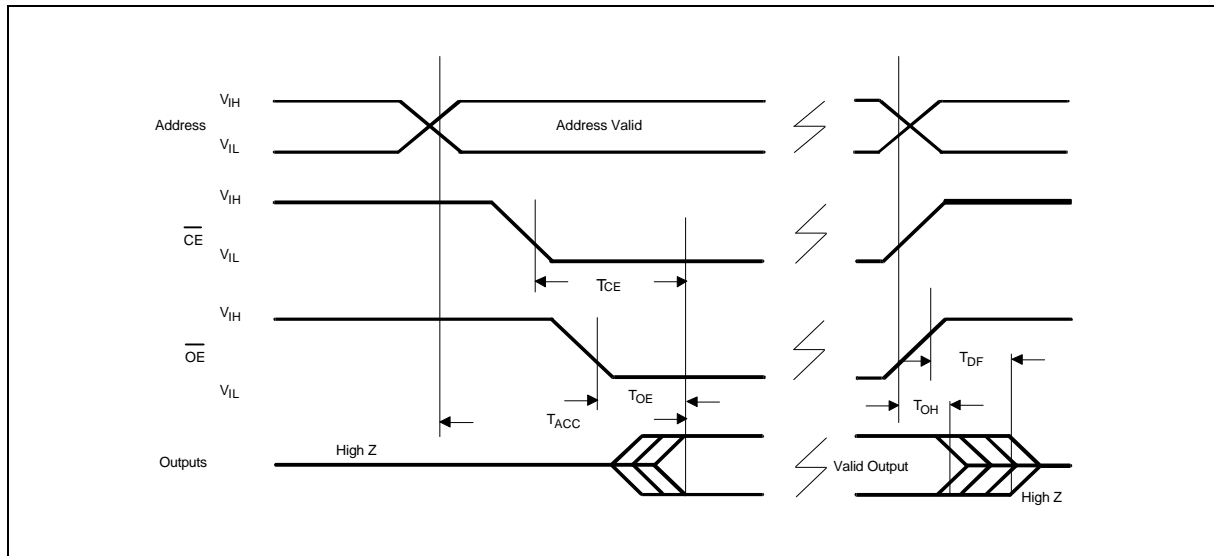 VIH
Address
Address Valid
VIL
VIH
CE
VIL
TCE
VIH
OE
TDF
VIL
TOE
TOH
TACC
High Z
Outputs
Valid Output
High Z